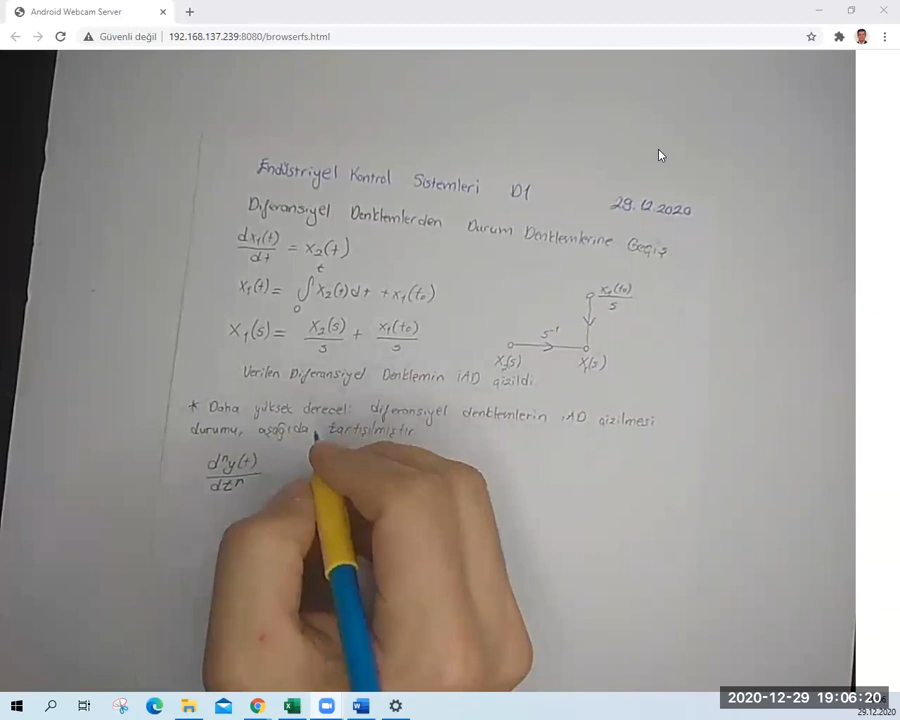 Android Webcam Server
Güvenli değil
192.168.137.239:8080/browserfs.html
Endüstriyel Kontrol Sistemleri D1
29.12.2020
Diferansiyel Denklemlerden Durum Denklemlerine Geçiş
dx₁(t)/dt = x₂(t)
x₁(t) = ∫₀ᵗ x₂(t)dt + x₁(t₀)
X₁(s) = X₂(s)/s + x₁(t₀)/s
x₁(t₀)/s
s⁻¹
X₂(s) X₁(s)
Verilen Diferansiyel Denklemin İAD çizildi.
* Daha yüksek dereceli diferansiyel denklemlerin İAD çizilmesi
durumu, aşağıda tartışılmıştır
dⁿy(t)/dtⁿ
2020-12-29 19:06:20
29.12.2020